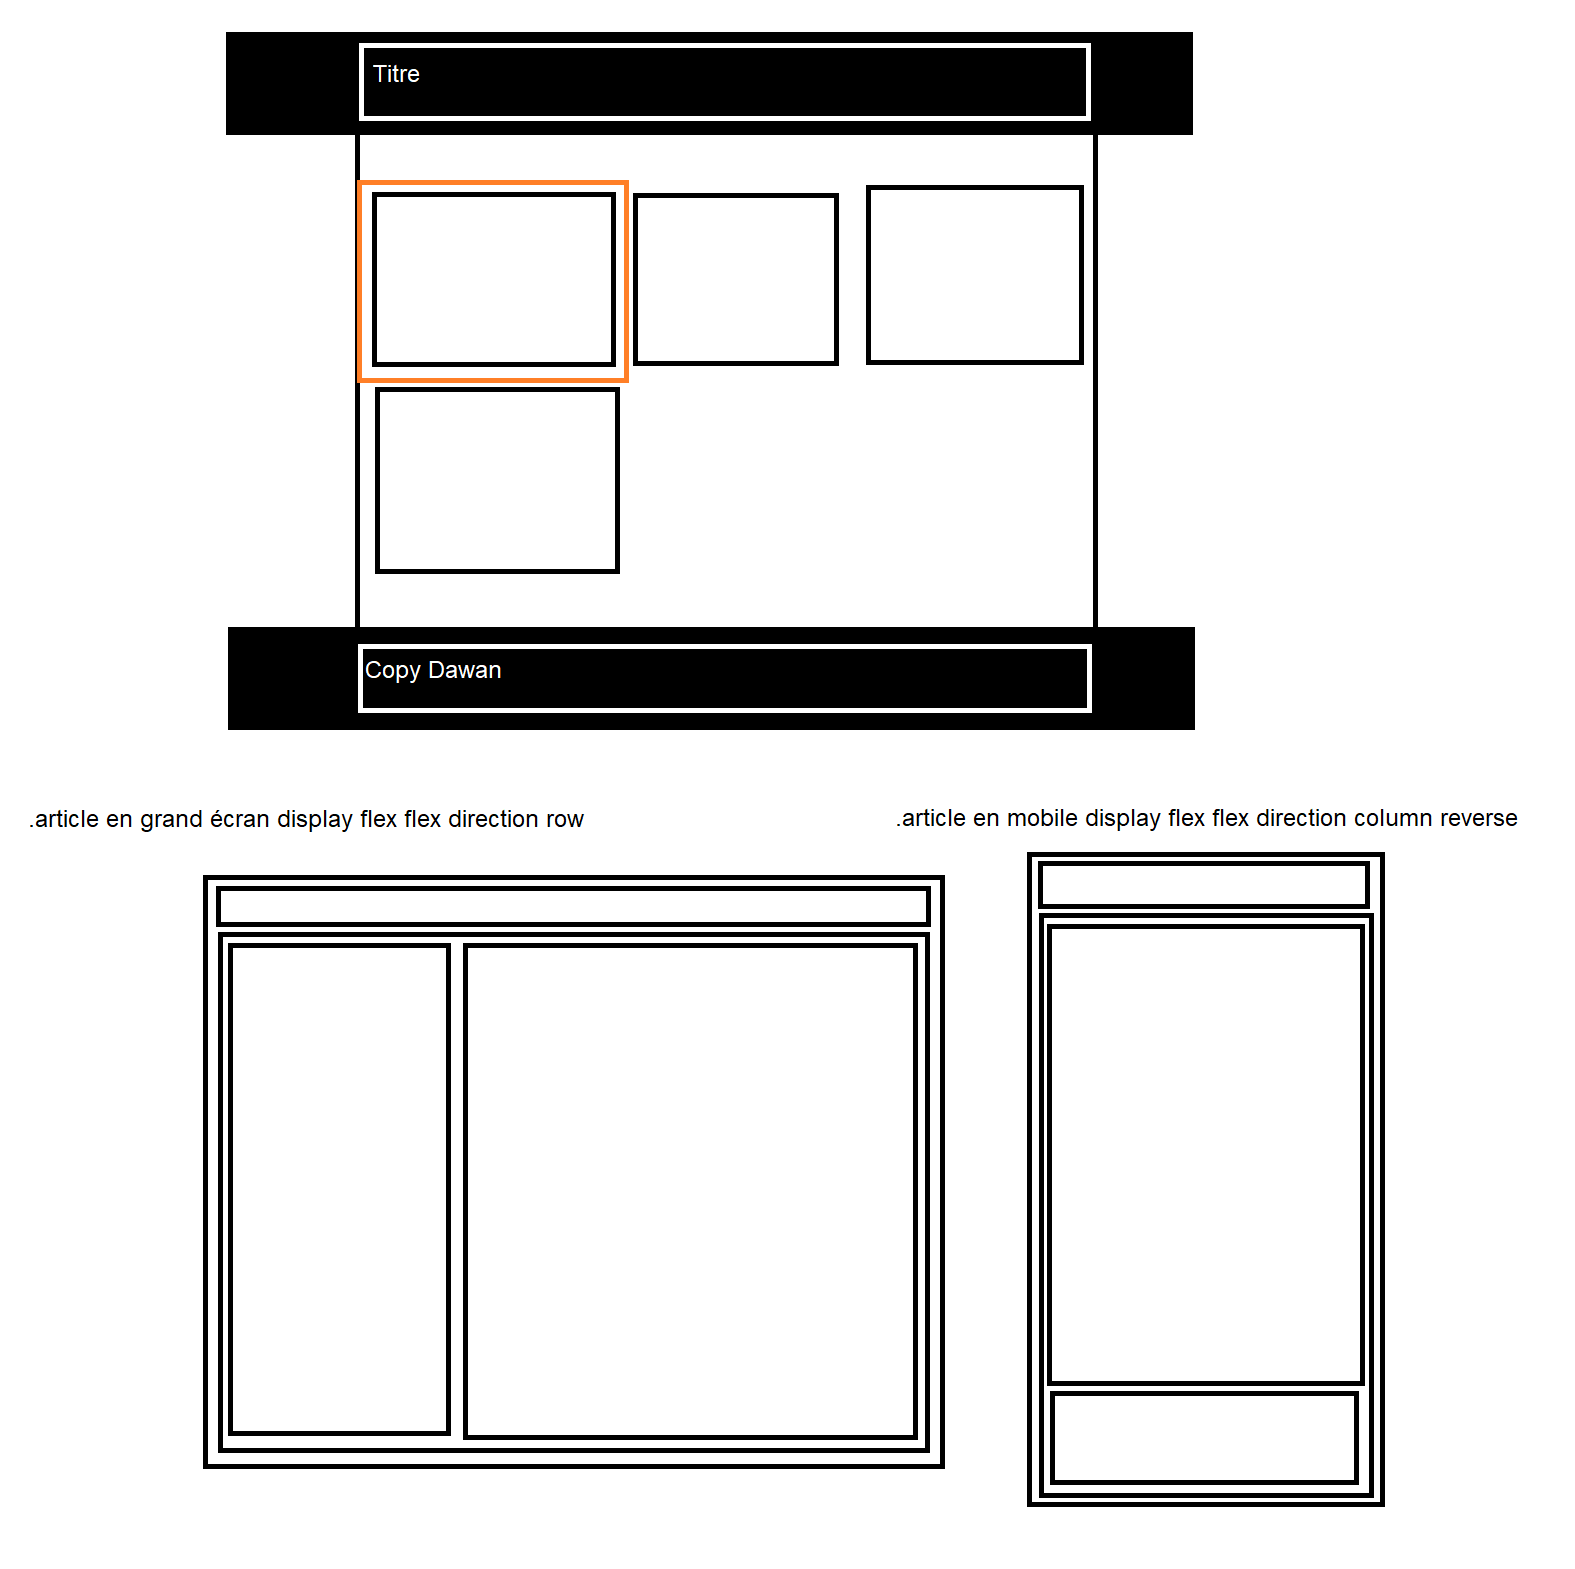 Titre
Copy Dawan
.article en grand écran display flex flex direction row
.article en mobile display flex flex direction column reverse